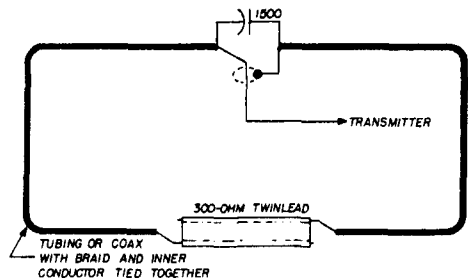 1500
TRANSMITTER
300-OHM TWINLEAD
TUBING OR COAX
WITH BRAID AND INNER
CONDUCTOR TIED TOGETHER